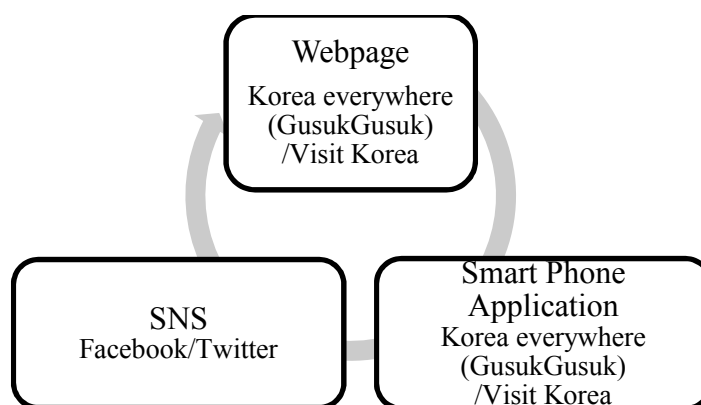 Webpage
Korea everywhere
(GusukGusuk)
/Visit Korea
SNS
Facebook/Twitter
Smart Phone
Application
Korea everywhere
(GusukGusuk)
/Visit Korea